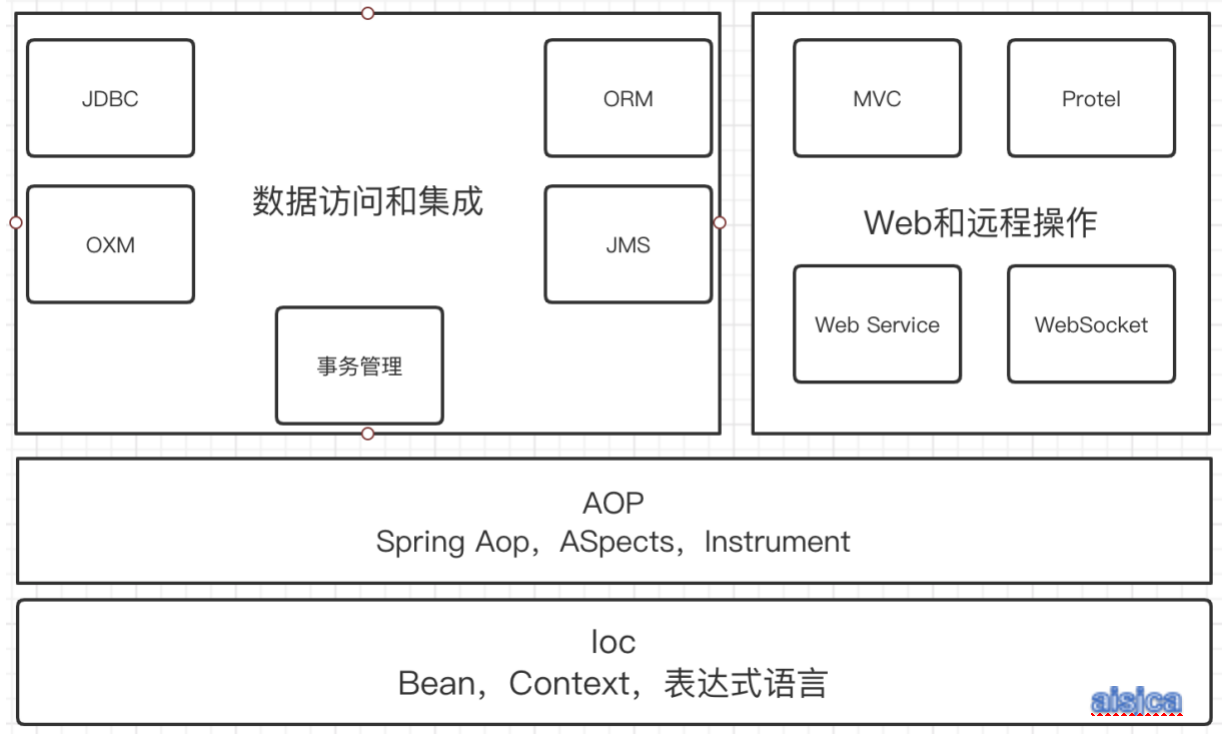 JDBC
ORM
数据访问和集成
OXM
JMS
事务管理
MVC
Protel
Web和远程操作
Web Service
WebSocket
AOP
Spring Aop，ASpects，Instrument
Ioc
Bean，Context，表达式语言
aisica